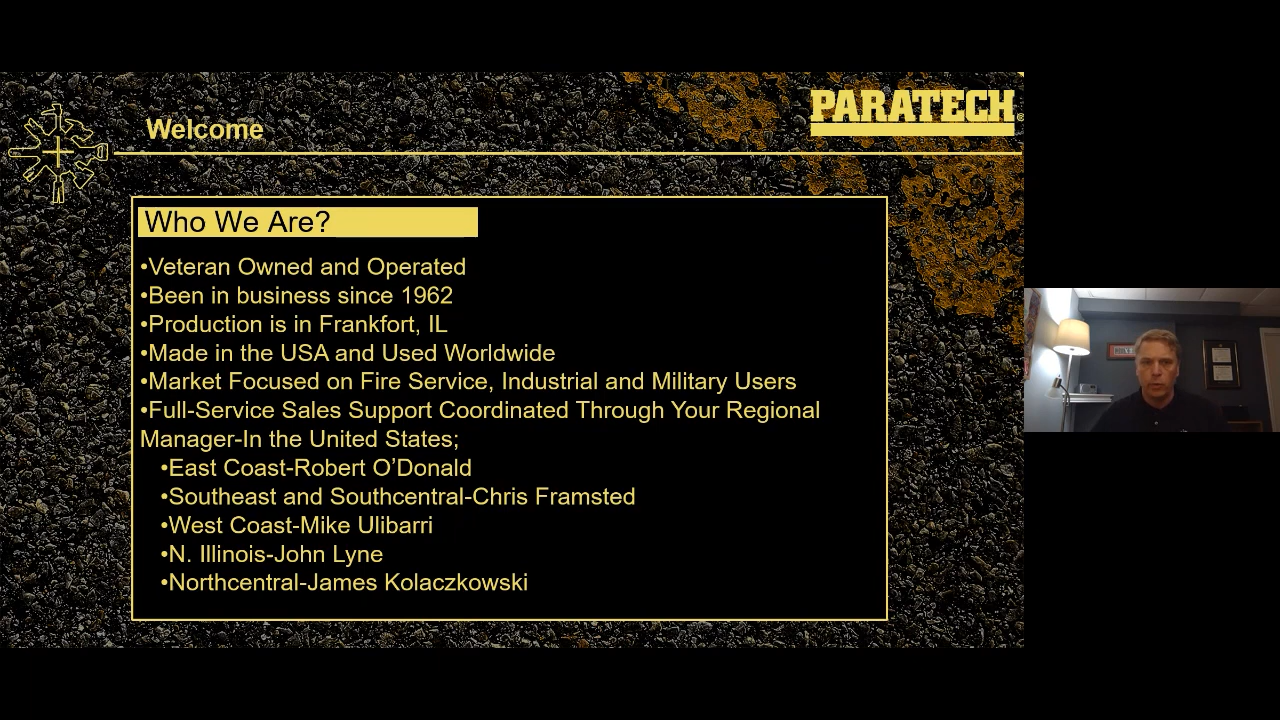 PARATECH®
Welcome
Who We Are?
•Veteran Owned and Operated
•Been in business since 1962
•Production is in Frankfort, IL
•Made in the USA and Used Worldwide
•Market Focused on Fire Service, Industrial and Military Users
•Full-Service Sales Support Coordinated Through Your Regional
Manager-In the United States;
•East Coast-Robert O’Donald
•Southeast and Southcentral-Chris Framsted
•West Coast-Mike Ulibarri
•N. Illinois-John Lyne
•Northcentral-James Kolaczkowski